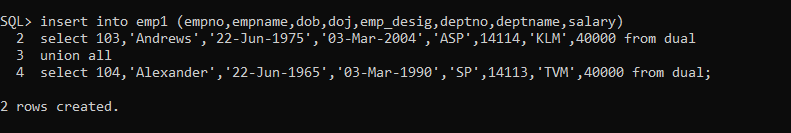 SQL> insert into emp1 (empno,empname,dob,doj,emp_desig,deptno,deptname,salary)
  2  select 103,'Andrews','22-Jun-1975','03-Mar-2004','ASP',14114,'KLM',40000 from dual
  3  union all
  4  select 104,'Alexander','22-Jun-1965','03-Mar-1990','SP',14113,'TVM',40000 from dual;
2 rows created.